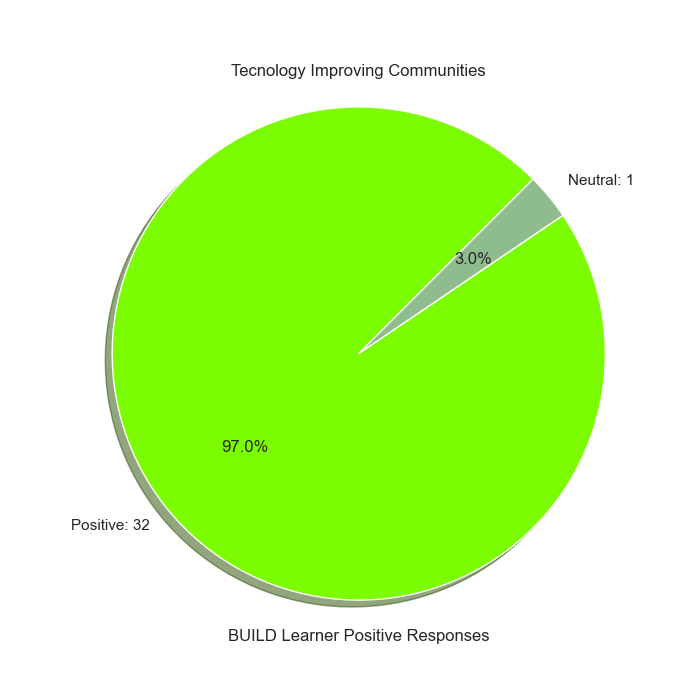 Tecnology Improving Communities
Neutral: 1
3.0%
97.0%
Positive: 32
BUILD Learner Positive Responses